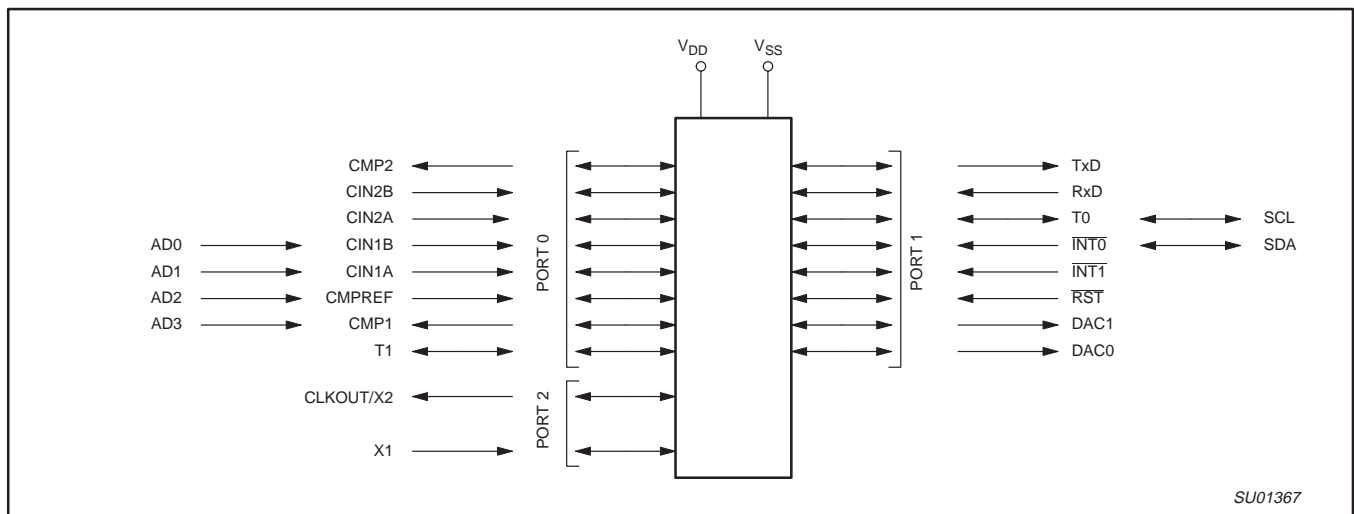 VDD VSS
CMP2 TxD
CIN2B RxD
CIN2A T0 SCL
AD0 CIN1B INT0 SDA
AD1 CIN1A INT1
AD2 CMPREF RST
AD3 CMP1 DAC1
T1 DAC0
PORT 0
PORT 1
CLKOUT/X2
PORT 2
X1
SU01367